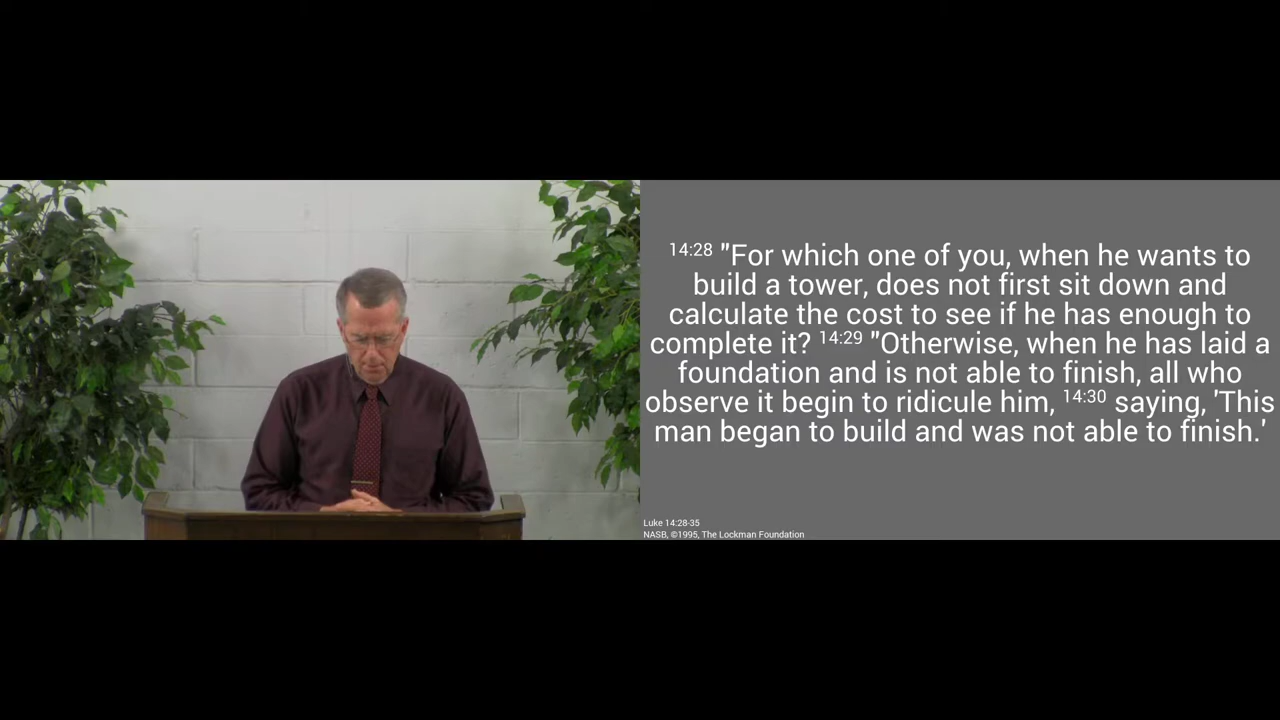 14:28 "For which one of you, when he wants to
build a tower, does not first sit down and
calculate the cost to see if he has enough to
complete it? 14:29 "Otherwise, when he has laid a
foundation and is not able to finish, all who
observe it begin to ridicule him, 14:30 saying, 'This
man began to build and was not able to finish.'
Luke 14:28-35
NASB, ©1995, The Lockman Foundation